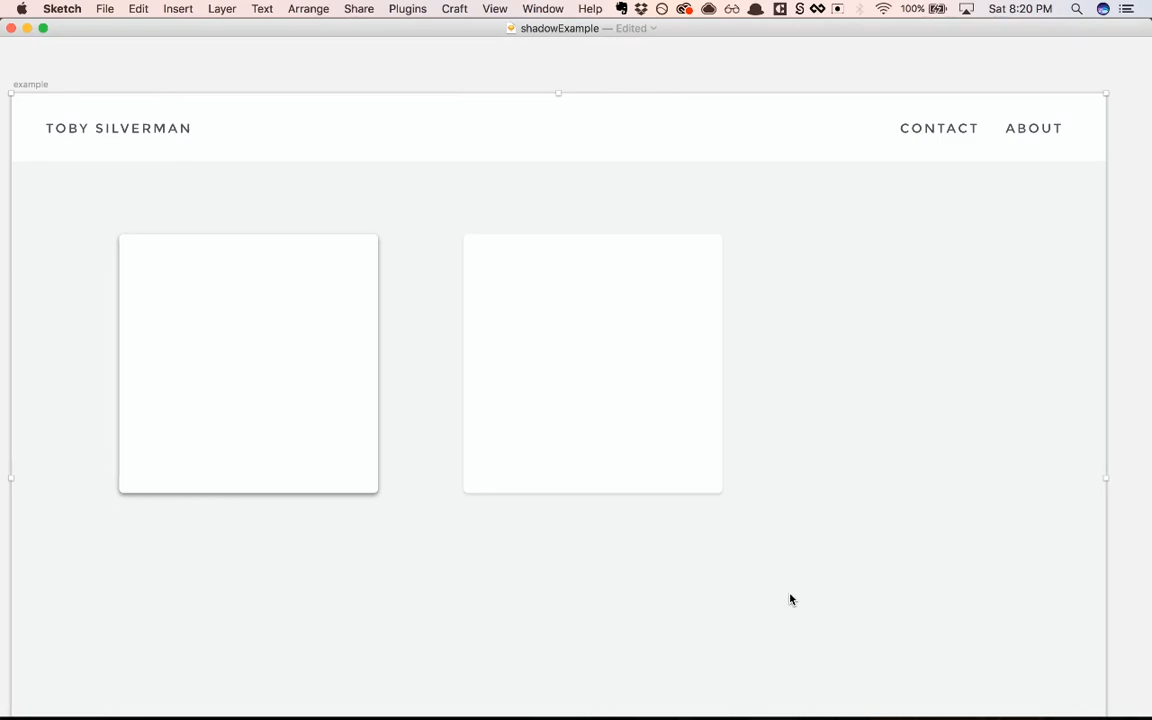 Sketch File Edit Insert Layer Text Arrange Share Plugins Craft View Window Help 100% Sat 8:20 PM
shadowExample — Edited
example
TOBY SILVERMAN CONTACT ABOUT